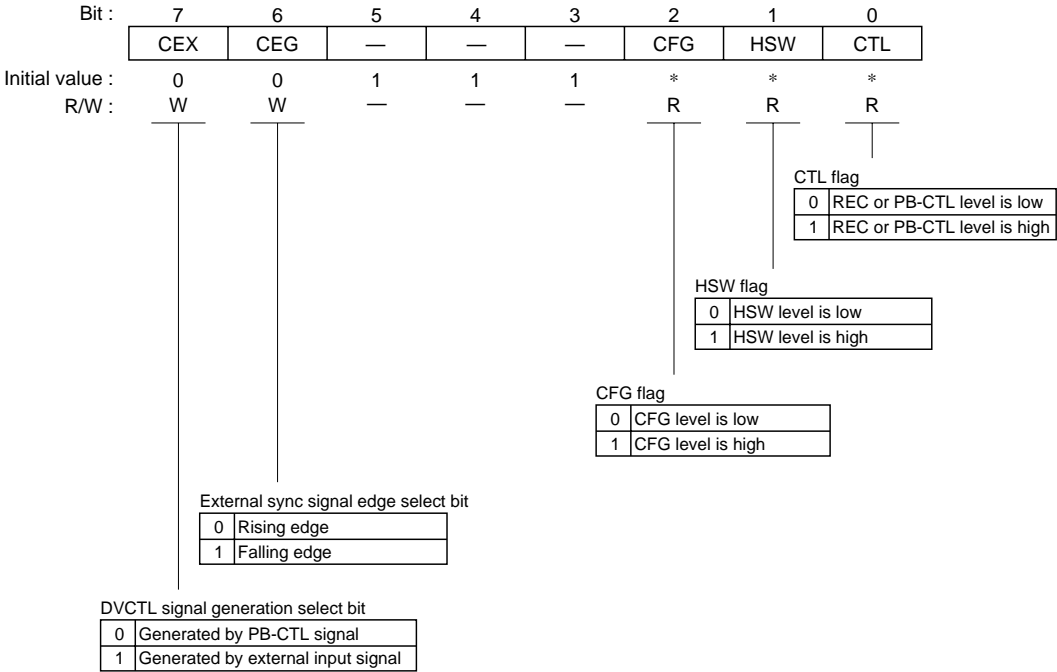 Bit : 7 6 5 4 3 2 1 0
CEX CEG — — — CFG HSW CTL
Initial value : 0 0 1 1 1 * * *
R/W : W W — — — R R R
CTL flag
0 REC or PB-CTL level is low
1 REC or PB-CTL level is high
HSW flag
0 HSW level is low
1 HSW level is high
CFG flag
0 CFG level is low
1 CFG level is high
External sync signal edge select bit
0 Rising edge
1 Falling edge
DVCTL signal generation select bit
0 Generated by PB-CTL signal
1 Generated by external input signal